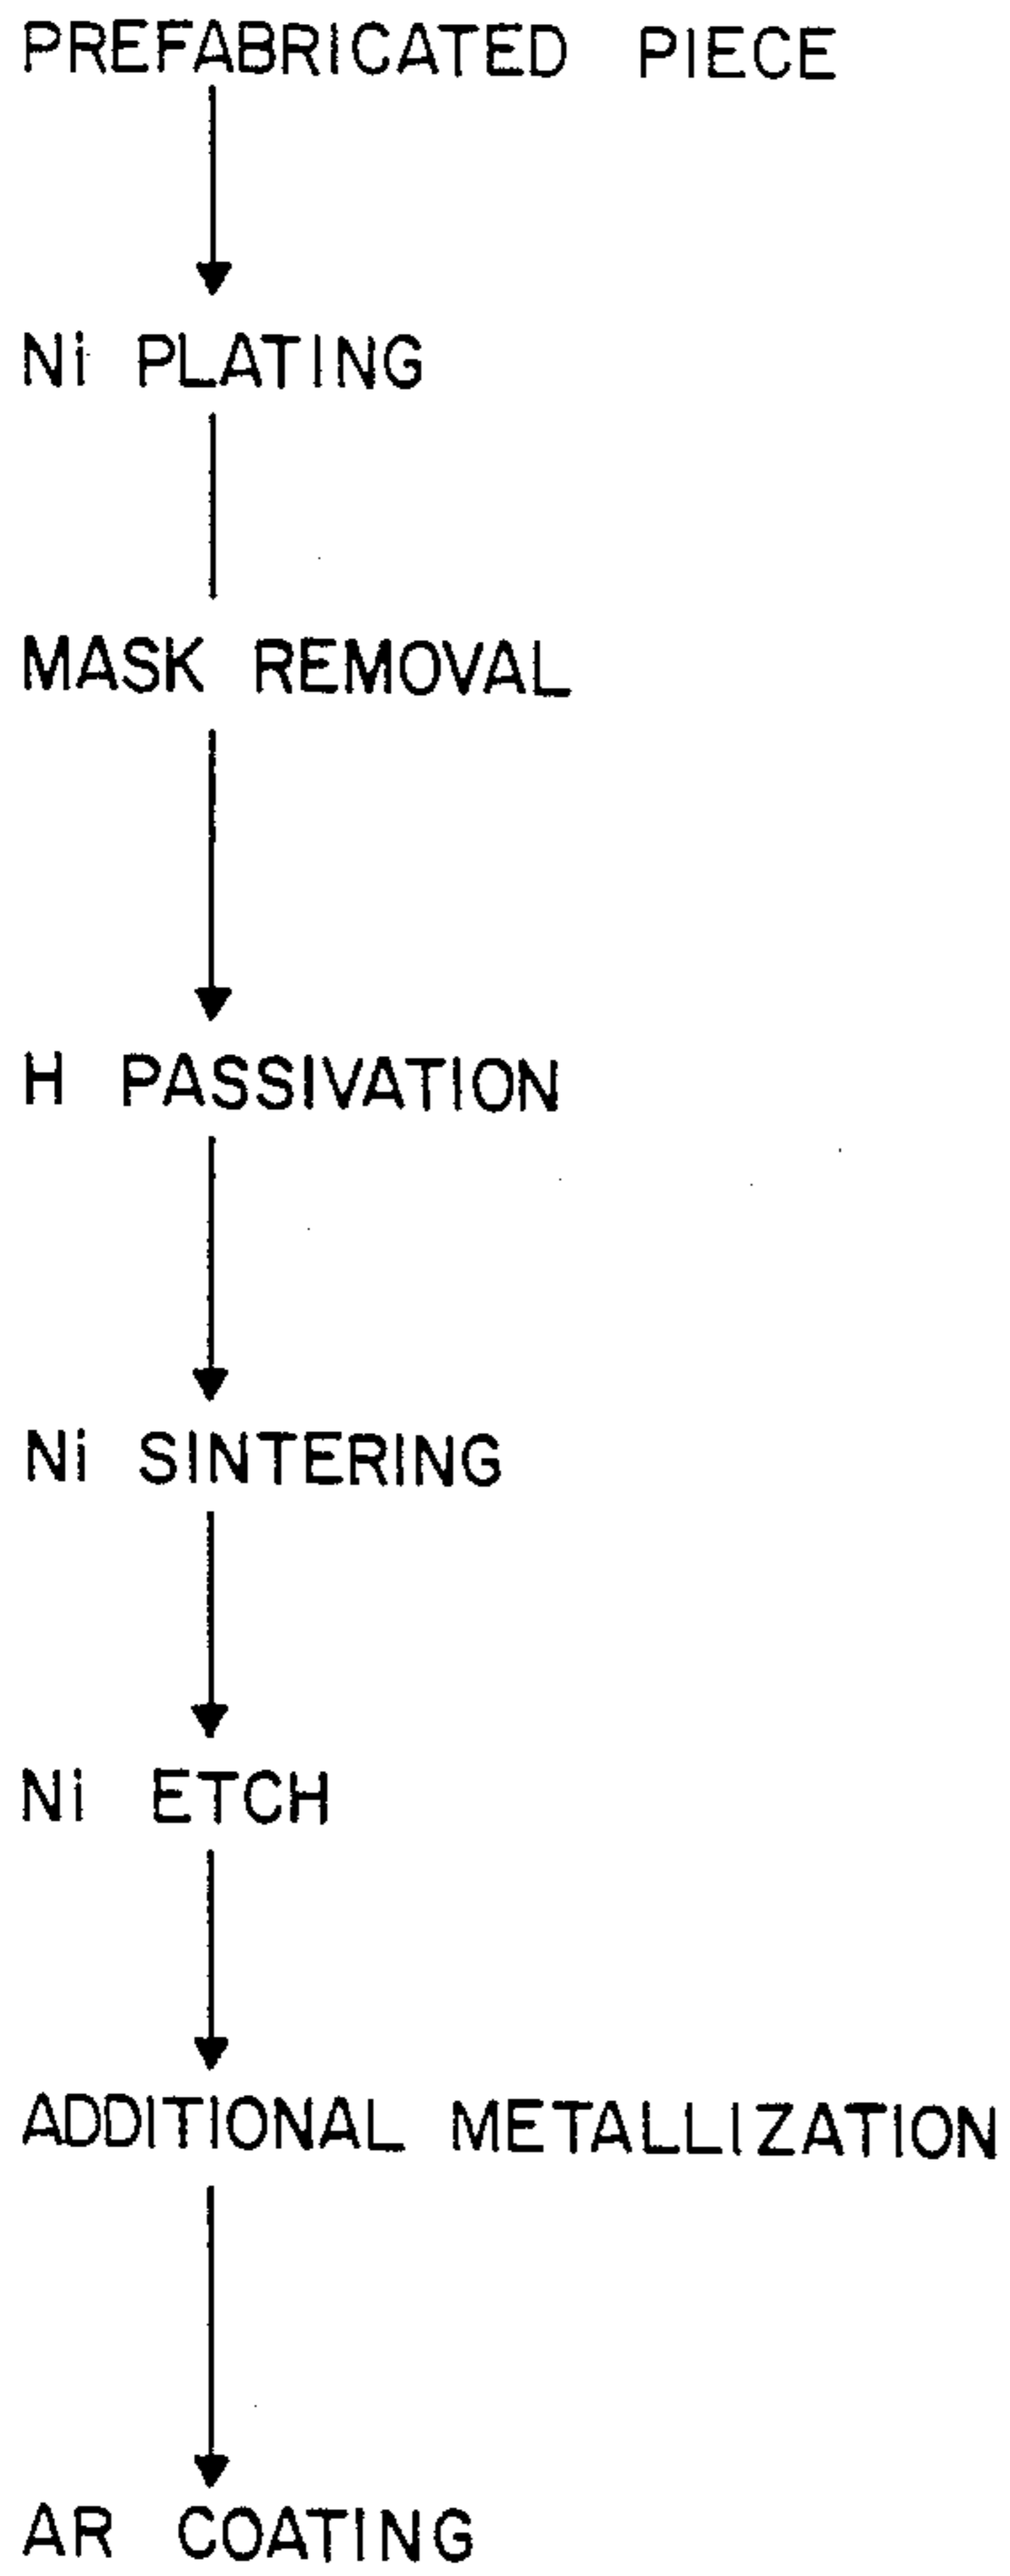 PREFABRICATED PIECE
Ni PLATING
MASK REMOVAL
H PASSIVATION
Ni SINTERING
Ni ETCH
ADDITIONAL METALLIZATION
AR COATING